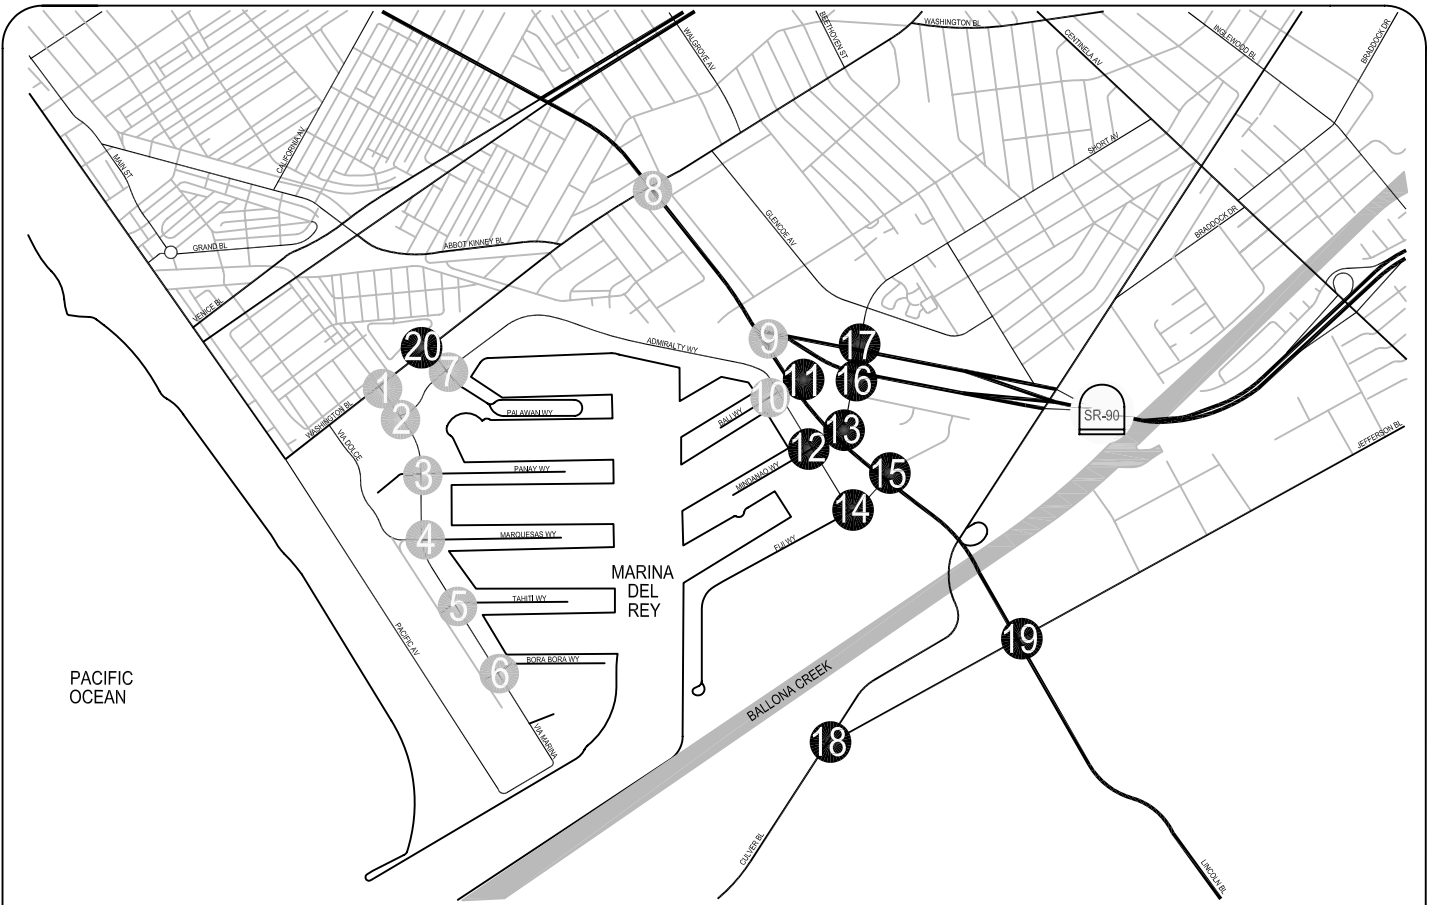 WASHINGTON BL
BEETHOVEN ST
WALGROVE AV
CENTINELA AV
INGLEWOOD BL
BRADDOCK DR
CALIFORNIA AV
MAIN ST
SHORT AV
8
GLENCOE AV
BRADDOCK DR
GRAND BL
ABBOT KINNEY BL
VENICE BL
ADMIRALTY WY
9
17
20
7
1
11
16
10
SR-90
2
PALAWAN WY
BALI WY
WASHINGTON BL
VIA DOLCE
13
12
JEFFERSON BL
3
PANAY WY
MINDANAO WY
15
14
4
MARQUESAS WY
FIJI WY
MARINA
DEL
REY
5
TAHITI WY
PACIFIC AV
19
6
BORA BORA WY
PACIFIC
OCEAN
BALLONA CREEK
VIA MARINA
18
CULVER BL
LINCOLN BL